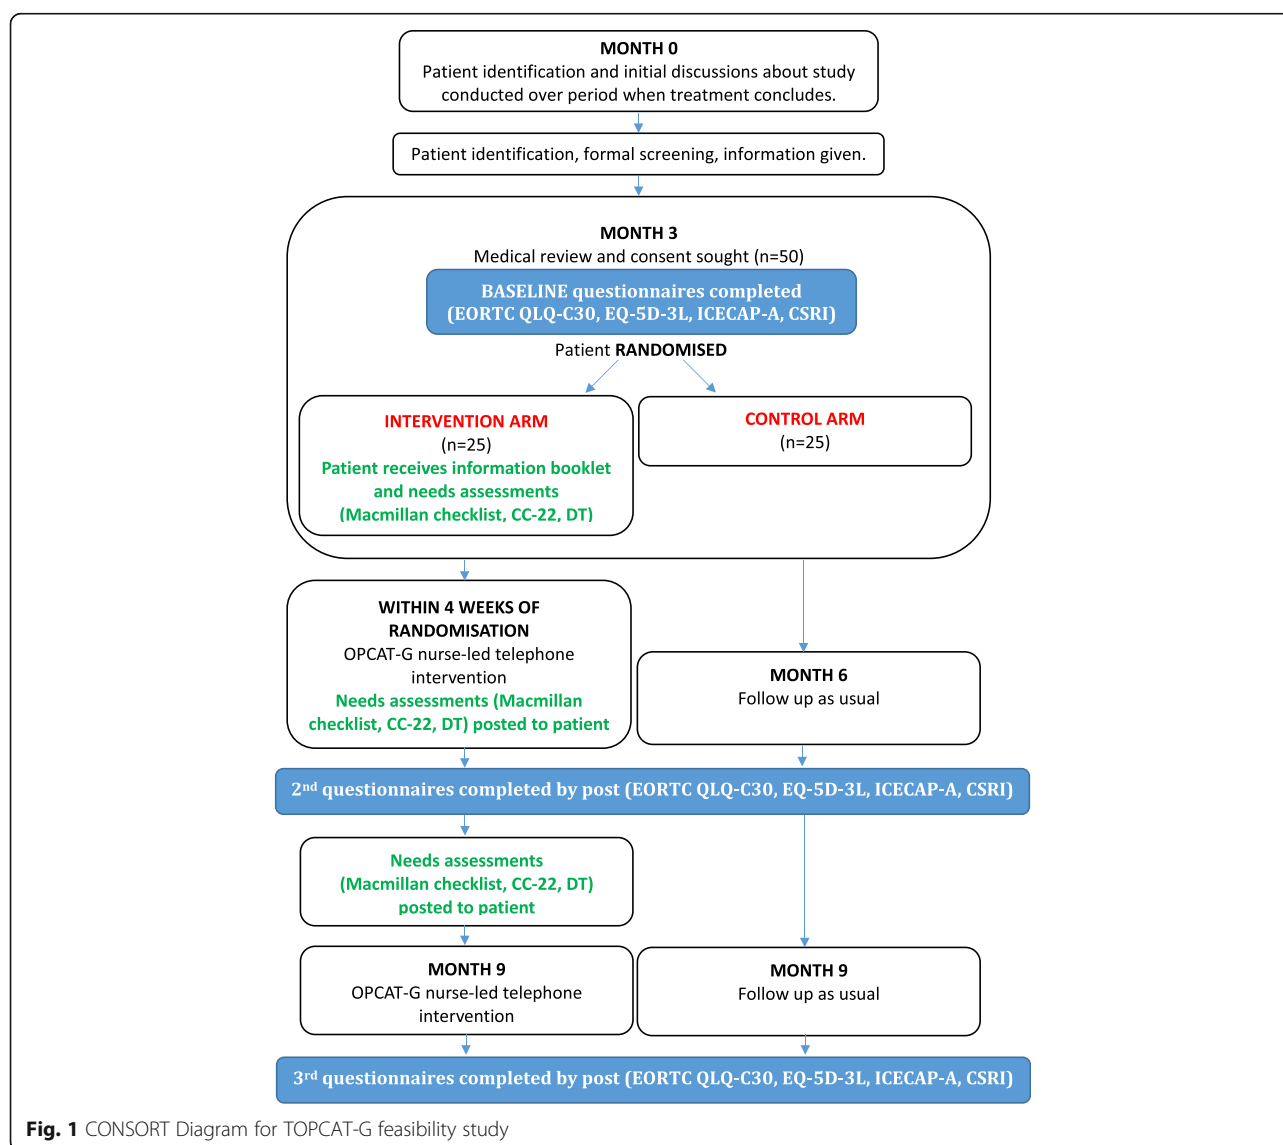 MONTH 0
Patient identification and initial discussions about study
conducted over period when treatment concludes.
Patient identification, formal screening, information given.
MONTH 3
Medical review and consent sought (n=50)
BASELINE questionnaires completed
(EORTC QLQ-C30, EQ-5D-3L, ICECAP-A, CSRI)
Patient RANDOMISED
INTERVENTION ARM
(n=25)
Patient receives information booklet
and needs assessments
(Macmillan checklist, CC-22, DT)
CONTROL ARM
(n=25)
WITHIN 4 WEEKS OF
RANDOMISATION
OPCAT-G nurse-led telephone
intervention
Needs assessments (Macmillan
checklist, CC-22, DT) posted to patient
MONTH 6
Follow up as usual
2nd questionnaires completed by post (EORTC QLQ-C30, EQ-5D-3L, ICECAP-A, CSRI)
Needs assessments
(Macmillan checklist, CC-22, DT)
posted to patient
MONTH 9
OPCAT-G nurse-led telephone
intervention
MONTH 9
Follow up as usual
3rd questionnaires completed by post (EORTC QLQ-C30, EQ-5D-3L, ICECAP-A, CSRI)
Fig. 1 CONSORT Diagram for TOPCAT-G feasibility study